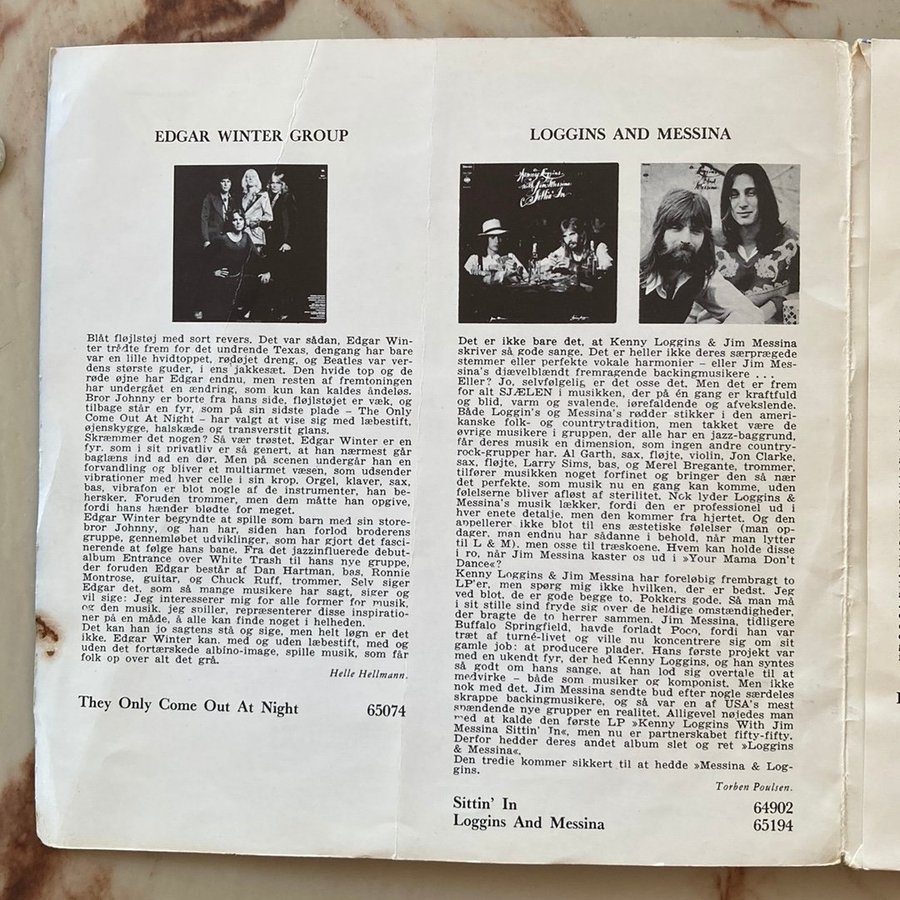 EDGAR WINTER GROUP
Blåt fløjlstøj med sort revers. Det var sådan, Edgar Win-
ter trådte frem for det undrende Texas, dengang han bare
var en lille hvidtoppet, rødøjet dreng, og Beatles var ver-
dens største guder, i ens jakkesæt. Den hvide top og de
røde øjne har Edgar endnu, men resten af fremtoningen
har undergået en ændring, som kun kan kaldes åndeløs.
Bror Johnny er borte fra hans side, fløjlstøjet er væk, og
tilbage står en fyr, som på sin sidste plade – The Only
Come Out At Night – har valgt at vise sig med læbestift,
øjenskygge, halskæde og transverstit glans.
Skræmmer det nogen? Så vær trøstet. Edgar Winter er en
fyr, som i sit privatliv er så genert, at han nærmest går
baglæns ind ad en dør. Men på scenen undergår han en
forvandling og bliver et multiarmet væsen, som udsender
vibrationer med hver celle i sin krop. Orgel, klaver, sax,
bas, vibrafon er blot nogle af de instrumenter, han be-
hersker. Foruden trommer, men dem måtte han opgive,
fordi hans hænder blødte for meget.
Edgar Winter begyndte at spille som barn med sin store-
bror Johnny, og han har, siden han forlod broderens
gruppe, gennemløbet udviklinger, som har gjort det fasci-
nerende at følge hans bane. Fra det jazzinfluerede debut-
album Entrance over White Trash til hans nye gruppe,
der foruden Edgar består af Dan Hartman, bas, Ronnie
Montrose, guitar, og Chuck Ruff, trommer. Selv siger
Edgar det, som så mange musikere har sagt, siger og
vil sige: Jeg interesserer mig for alle former for musik,
og den musik, jeg spiller, repræsenterer disse inspiratio-
ner på en måde, å alle kan finde noget i helheden.
Det kan han jo sagtens stå og sige, men helt løgn er det
ikke. Edgar Winter kan, med og uden læbestift, med og
uden det fortærskede albino-image, spille musik, som får
folk op over alt det grå.
Helle Hellmann.
They Only Come Out At Night 65074
LOGGINS AND MESSINA
Kenny Loggins
with Jim Messina
Sittin' In
Loggins
And
Messina
Det er ikke bare det, at Kenny Loggins & Jim Messina
skriver så gode sange. Det er heller ikke deres særprægede
stemmer eller perfekte vokale harmonier – eller Jim Mes-
sina's djævelblændt fremragende backingmusikere ...
Eller? Jo, selvfølgelig er det osse det. Men det er frem
for alt SJÆLEN i musikken, der på én gang er kraftfuld
og blid, varm og svalende, iørefaldende og afvekslende.
Både Loggin's og Messina's rødder stikker i den ameri-
kanske folk- og countrytradition, men takket være de
øvrige musikere i gruppen, der alle har en jazz-baggrund,
får deres musik en dimension, som ingen andre country-
rock-grupper har. Al Garth, sax, fløjte, violin, Jon Clarke,
sax, fløjte, Larry Sims, bas, og Merel Bregante, trommer,
tilfører musikken noget forfinet og bringer den så nær
det perfekte, som musik nu en gang kan komme, uden
følelserne bliver afløst af sterilitet. Nok lyder Loggins &
Messina's musik lækker, fordi den er professionel ud i
hver enete detalje, men den kommer fra hjertet. Og den
appellerer ikke blot til ens æstetiske følelser (man op-
dager, man endnu har sådanne i behold, når man lytter
til L & M), men osse til træskoene. Hvem kan holde disse
i ro, når Jim Messina kaster os ud i »Your Mama Don't
Dance«?
Kenny Loggins & Jim Messina har foreløbig frembragt to
LP'er, men spørg mig ikke hvilken, der er bedst. Jeg
ved blot, de er gode begge to. Pokkers gode. Så man må
i sit stille sind fryde sig over de heldige omstændigheder,
der bragte de to herrer sammen. Jim Messina, tidligere
Buffalo Springfield, havde forladt Poco, fordi han var
træt af turné-livet og ville nu koncentrere sig om sit
gamle job: at producere plader. Hans første projekt var
med en ukendt fyr, der hed Kenny Loggins, og han syntes
så godt om hans sange, at han lod sig overtale til at
medvirke – både som musiker og komponist. Men ikke
nok med det. Jim Messina sendte bud efter nogle særdeles
skrappe backingmusikere, og så var en af USA's mest
spændende nye grupper en realitet. Alligevel nøjedes man
med at kalde den første LP »Kenny Loggins With Jim
Messina Sittin' In«, men nu er partnerskabet fifty-fifty.
Derfor hedder deres andet album slet og ret »Loggins
& Messina«.
Den tredie kommer sikkert til at hedde »Messina & Log-
gins.
Torben Poulsen.
Sittin' In 64902
Loggins And Messina 65194